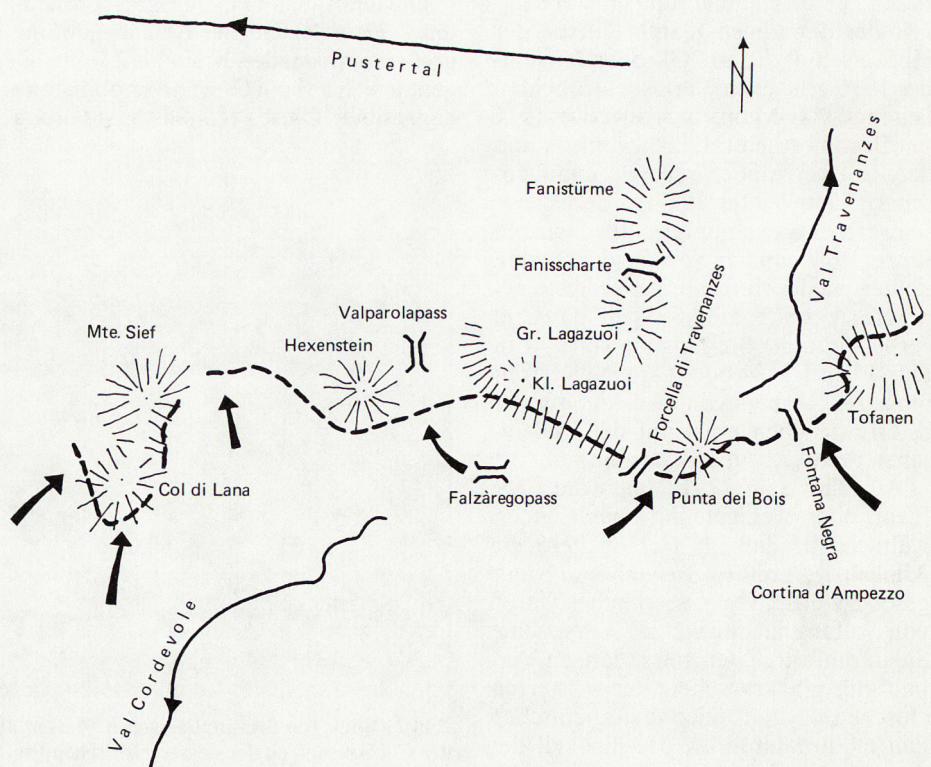 Pustertal
N
Val Travenanzes
Fanistürme
Fanisscharte
Forcella di Travenanzes
Valparolapass
Mte. Sief
Hexenstein
Gr. Lagazuoi
Kl. Lagazuoi
Tofanen
Col di Lana
Falzàregopass
Punta dei Bois
Fontana Negra
Cortina d'Ampezzo
Val Cordevole